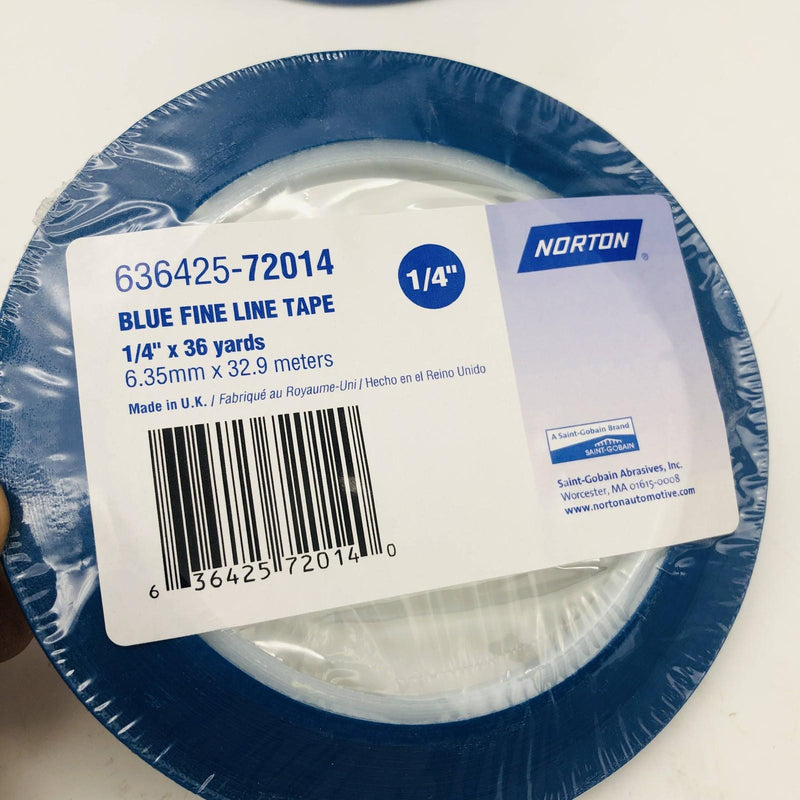 636425-72014
1/4"
NORTON®
BLUE FINE LINE TAPE
1/4" x 36 yards
6.35mm x 32.9 meters
Made in U.K. / Fabriqué au Royaume-Uni / Hecho en el Reino Unido
6 36425 72014 0
A Saint-Gobain Brand
SAINT-GOBAIN
Saint-Gobain Abrasives, Inc.
Worcester, MA 01615-0008
www.nortonautomotive.com